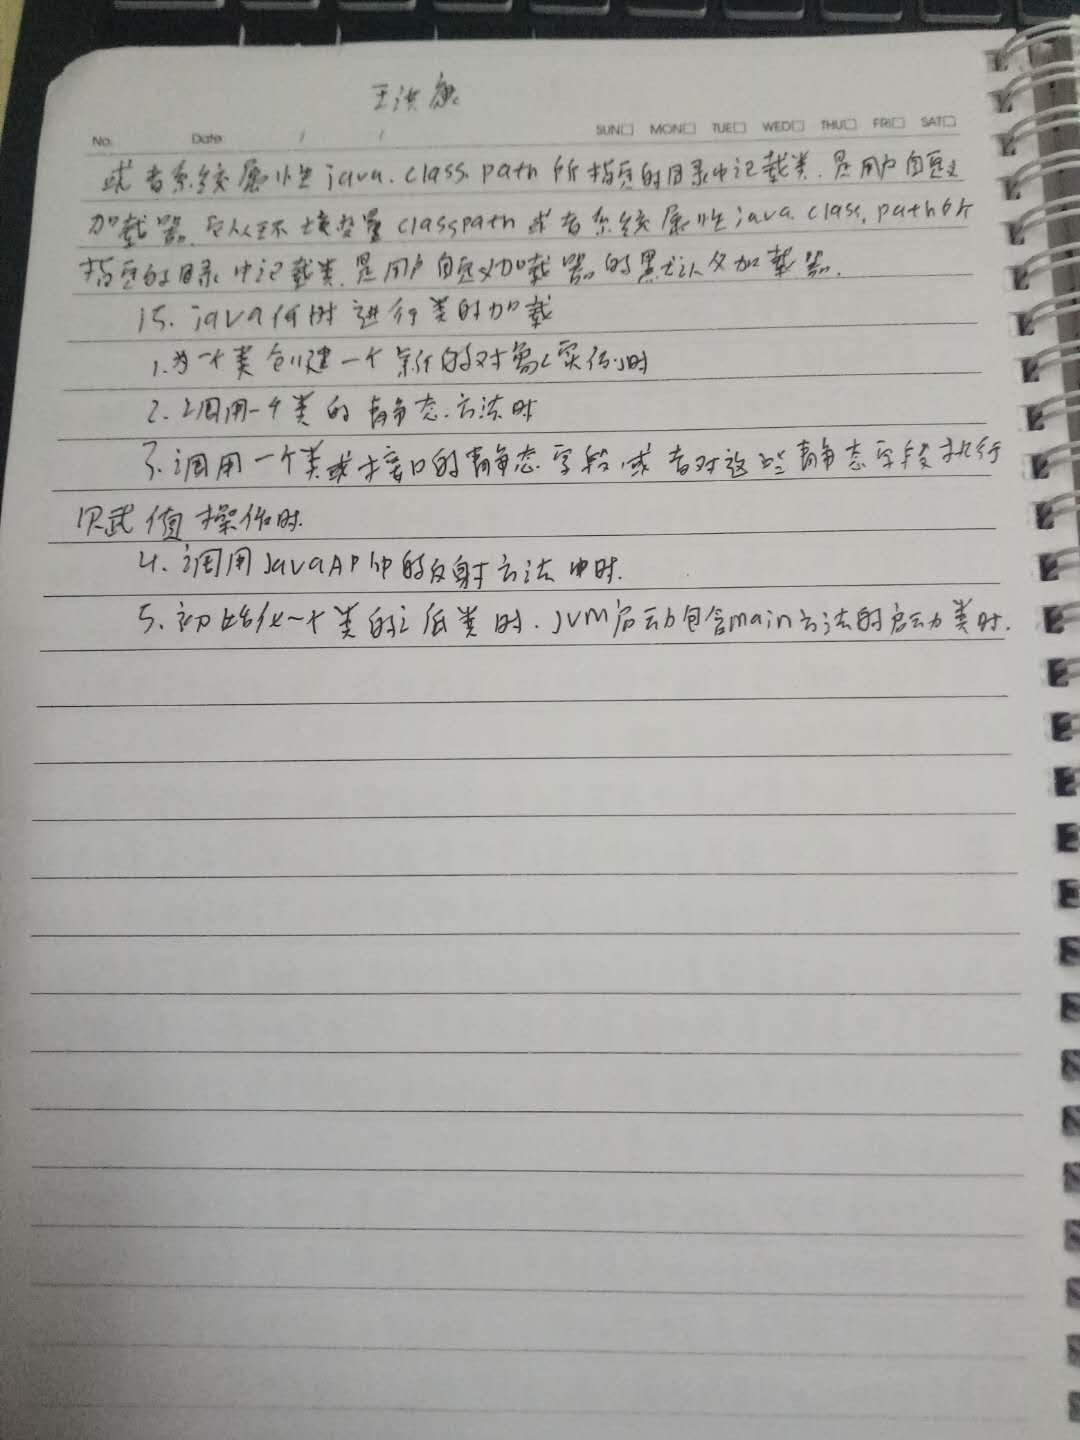 王洪康
No. Date / / SUN□ MON□ TUE□ WED□ THU□ FRI□ SAT□
或者系统属性java.class.path所指定的目录中记载类.是用户自定义
加载器.它从环境变量classpath或者系统属性java.class.path所
指定的目录中记载类.是用户自定义加载器的默认父加载器.
15. java何时进行类的加载
1.为一个类创建一个新的对象实例时
2.调用一个类的静态方法时
3.调用一个类或接口的静态字段.或者对这些静态字段执行
赋值操作时.
4.调用JavaAPI中的反射方法中时.
5.初始化一个类的 类时.JVM启动包含main方法的启动类时.